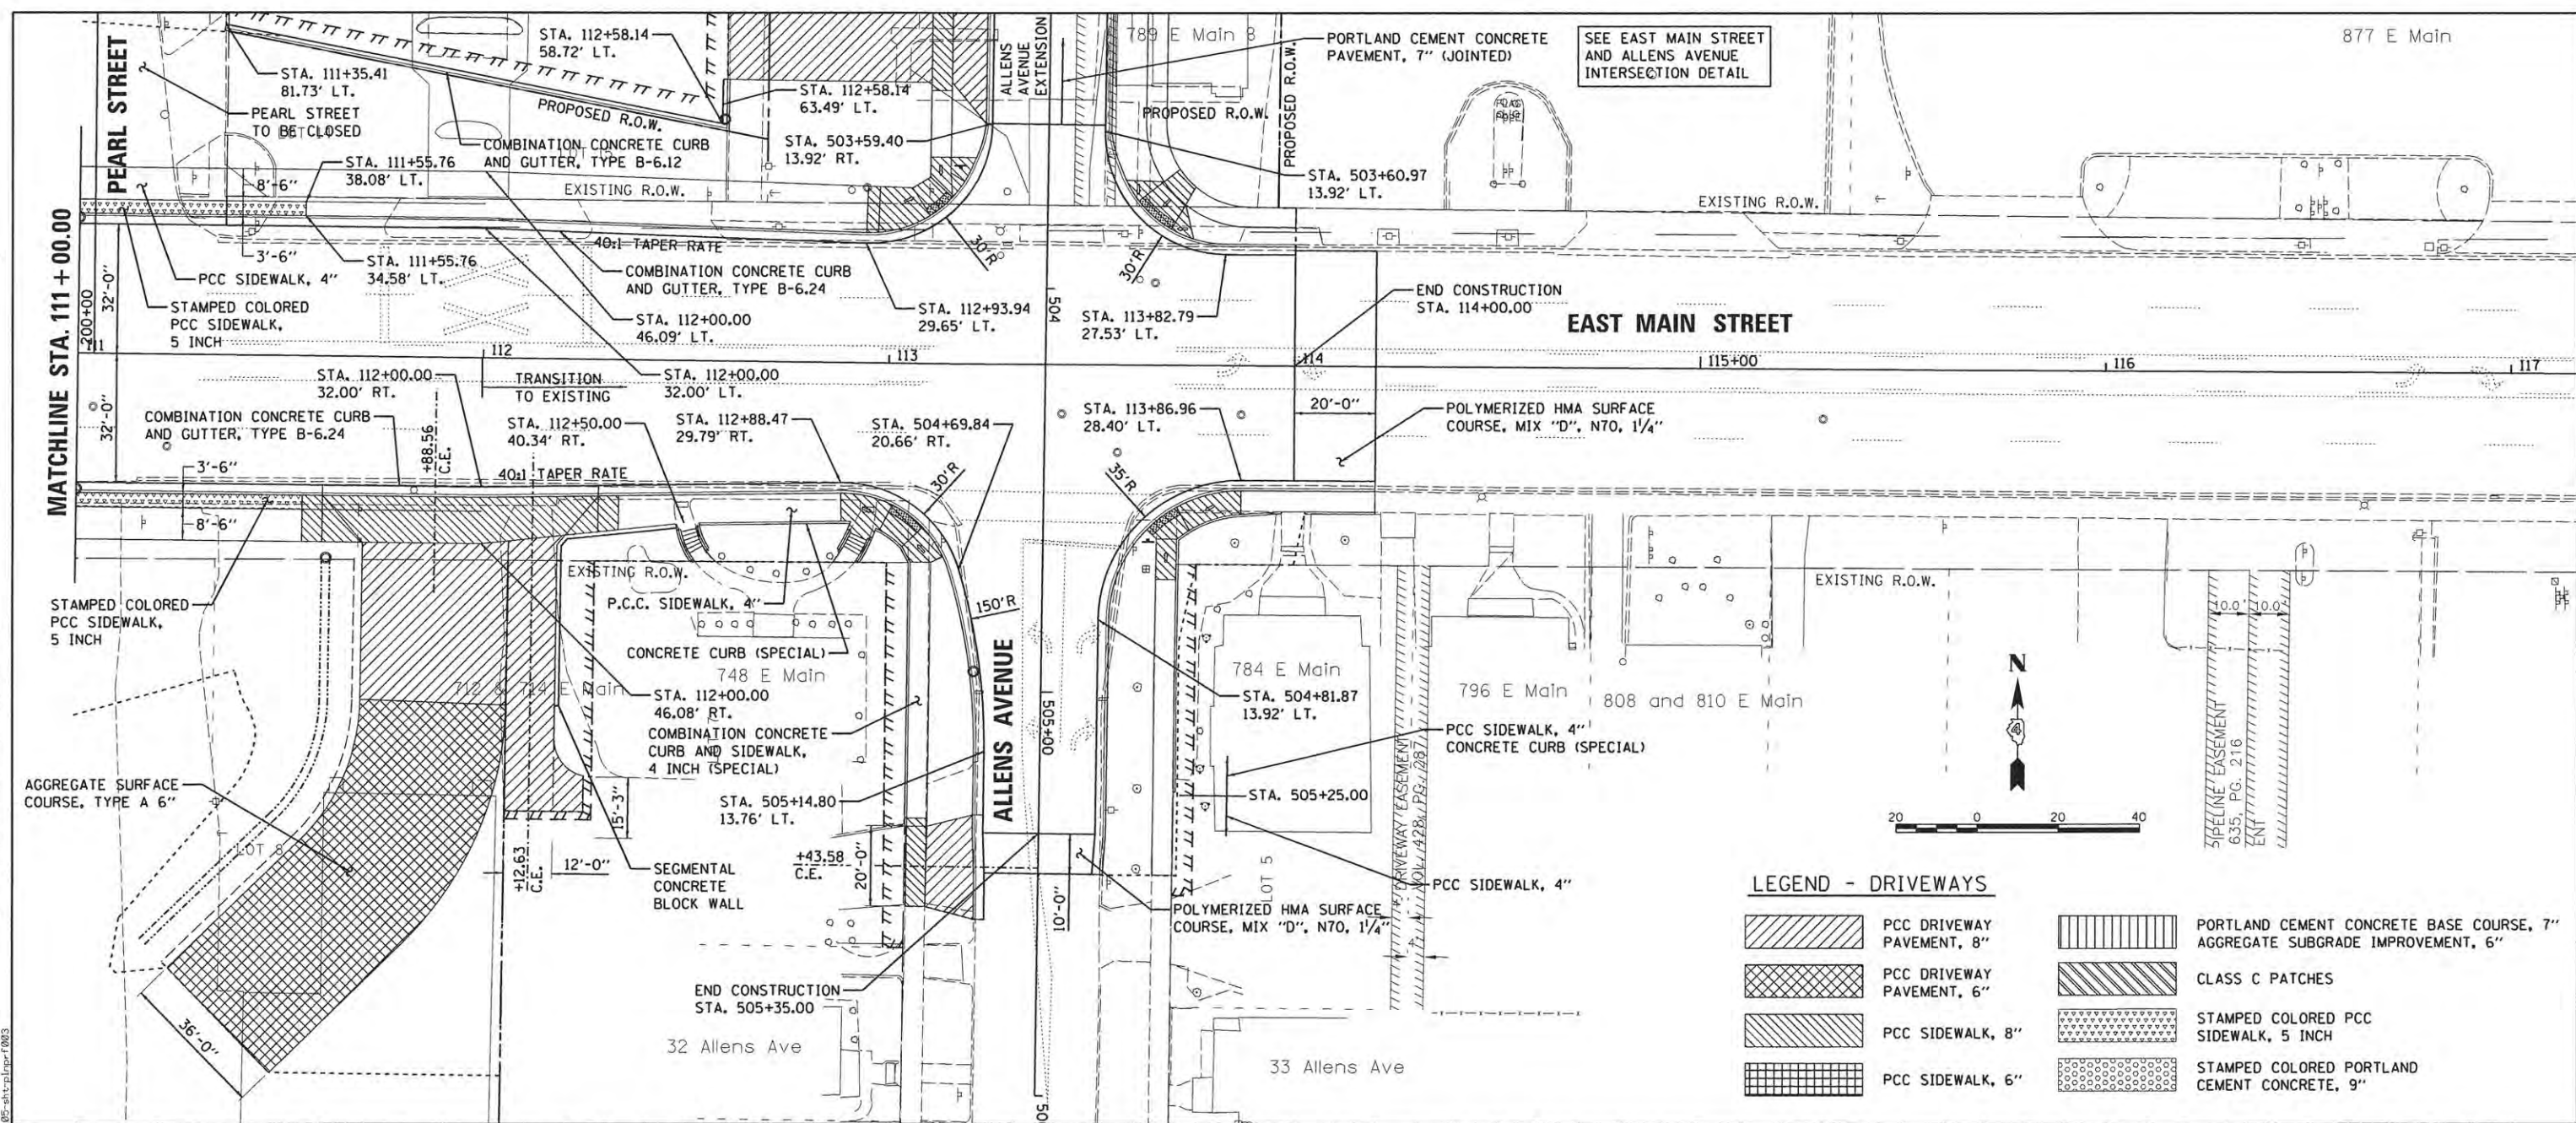 789 E Main B
877 E Main
STA. 112+58.14
58.72' LT.
ALLENS
AVENUE
EXTENSION
PORTLAND CEMENT CONCRETE
PAVEMENT, 7" (JOINTED)
SEE EAST MAIN STREET
AND ALLENS AVENUE
INTERSECTION DETAIL
PEARL STREET
STA. 111+35.41
81.73' LT.
PEARL STREET
TO BE CLOSED
PROPOSED R.O.W.
STA. 112+58.14
63.49' LT.
PROPOSED R.O.W.
PROPOSED R.O.W.
COMBINATION CONCRETE CURB
AND GUTTER, TYPE B-6.12
STA. 503+59.40
13.92' RT.
STA. 111+55.76
38.08' LT.
8'-6"
EXISTING R.O.W.
STA. 503+60.97
13.92' LT.
EXISTING R.O.W.
3'-6"
40:1 TAPER RATE
30'R
30'R
STA. 111+55.76
34.58' LT.
PCC SIDEWALK, 4"
COMBINATION CONCRETE CURB
AND GUTTER, TYPE B-6.24
MATCHLINE STA. 111+00.00
200+00
32'-0"
STAMPED COLORED
PCC SIDEWALK,
5 INCH
STA. 112+00.00
46.09' LT.
STA. 112+93.94
29.65' LT.
504
STA. 113+82.79
27.53' LT.
END CONSTRUCTION
STA. 114+00.00
EAST MAIN STREET
111
112
113
114
115+00
116
117
32'-0"
STA. 112+00.00
32.00' RT.
TRANSITION
TO EXISTING
STA. 112+00.00
32.00' LT.
COMBINATION CONCRETE CURB
AND GUTTER, TYPE B-6.24
+88.56
C.E.
STA. 112+50.00
40.34' RT.
STA. 112+88.47
29.79' RT.
STA. 504+69.84
20.66' RT.
STA. 113+86.96
28.40' LT.
20'-0"
POLYMERIZED HMA SURFACE
COURSE, MIX "D", N70, 1 1/4"
3'-6"
40:1 TAPER RATE
30'R
35'R
8'-6"
EXISTING R.O.W.
EXISTING R.O.W.
STAMPED COLORED
PCC SIDEWALK,
5 INCH
P.C.C. SIDEWALK, 4"
150'R
10.0'
10.0'
CONCRETE CURB (SPECIAL)
748 E Main
712 & 714 E Main
784 E Main
796 E Main
808 and 810 E Main
N
STA. 112+00.00
46.08' RT.
STA. 504+81.87
13.92' LT.
ALLENS AVENUE
505+00
COMBINATION CONCRETE
CURB AND SIDEWALK,
4 INCH (SPECIAL)
PCC SIDEWALK, 4"
CONCRETE CURB (SPECIAL)
AGGREGATE SURFACE
COURSE, TYPE A 6"
STA. 505+14.80
13.76' LT.
STA. 505+25.00
DRIVEWAY EASEMENT
VOL. 428, PG. 287
PIPELINE EASEMENT
635, PG. 216
ENT
20 0 20 40
15'-3"
LOT 8
+12.63
C.E.
12'-0"
SEGMENTAL
CONCRETE
BLOCK WALL
+43.58
C.E.
20'-0"
10'-0"
LOT 5
PCC SIDEWALK, 4"
POLYMERIZED HMA SURFACE
COURSE, MIX "D", N70, 1 1/4"
END CONSTRUCTION
STA. 505+35.00
36'-0"
32 Allens Ave
33 Allens Ave
50
LEGEND - DRIVEWAYS
PCC DRIVEWAY
PAVEMENT, 8"
PCC DRIVEWAY
PAVEMENT, 6"
PCC SIDEWALK, 8"
PCC SIDEWALK, 6"
PORTLAND CEMENT CONCRETE BASE COURSE, 7"
AGGREGATE SUBGRADE IMPROVEMENT, 6"
CLASS C PATCHES
STAMPED COLORED PCC
SIDEWALK, 5 INCH
STAMPED COLORED PORTLAND
CEMENT CONCRETE, 9"